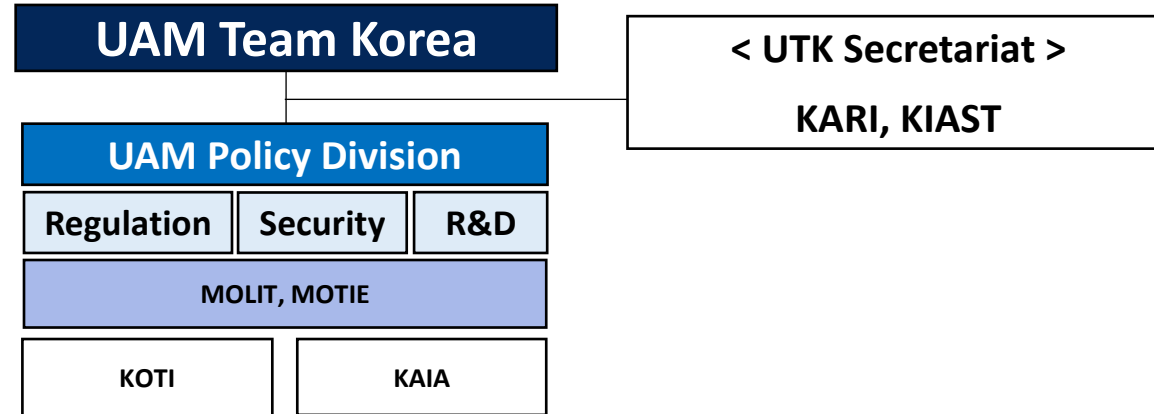 UAM Team Korea
< UTK Secretariat >
KARI, KIAST
UAM Policy Division
Regulation
Security
R&D
MOLIT, MOTIE
KOTI
KAIA